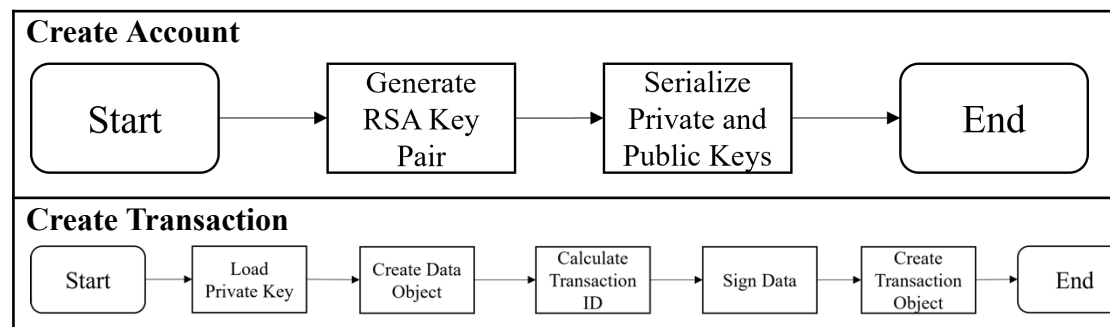 Create Account
Start
Generate
RSA Key
Pair
Serialize
Private and
Public Keys
End
Create Transaction
Start
Load
Private Key
Create Data
Object
Calculate
Transaction
ID
Sign Data
Create
Transaction
Object
End